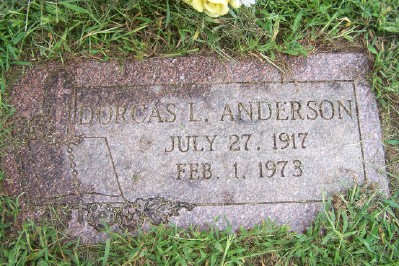 DORCAS L. ANDERSON
JULY 27, 1917
FEB. 1, 1973